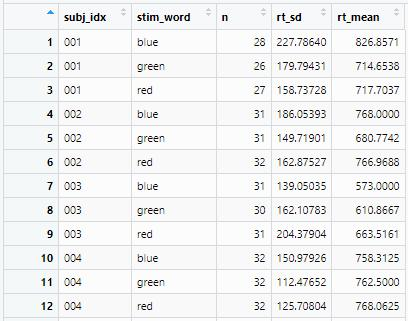 subj_idx stim_word n rt_sd rt_mean
1 001 blue 28 227.78640 826.8571
2 001 green 26 179.79431 714.6538
3 001 red 27 158.73728 717.7037
4 002 blue 31 186.05393 768.0000
5 002 green 31 149.71901 680.7742
6 002 red 32 162.87527 766.9688
7 003 blue 31 139.05035 573.0000
8 003 green 30 162.10783 610.8667
9 003 red 31 204.37904 663.5161
10 004 blue 32 150.97926 758.3125
11 004 green 32 112.47652 762.5000
12 004 red 32 125.70804 768.0625